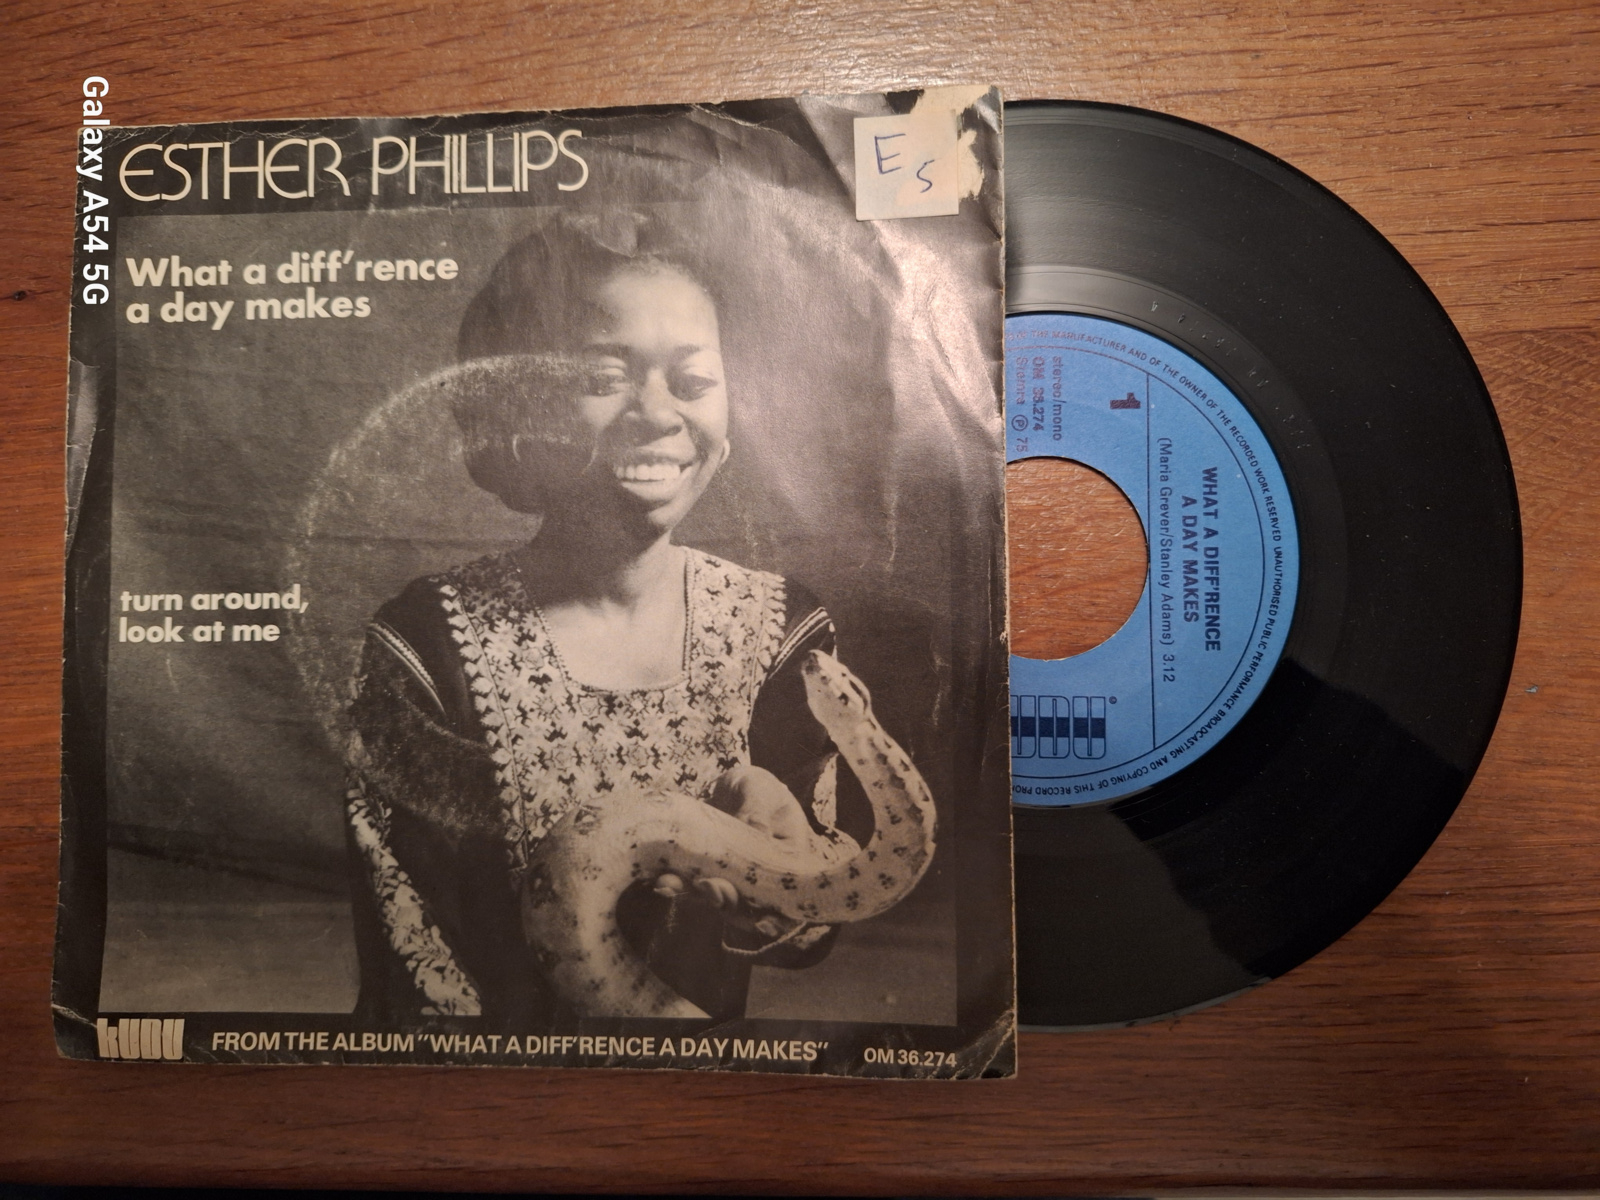 Galaxy A54 5G
ESTHER PHILLIPS
What a diff'rence
a day makes
turn around,
look at me
kudu
FROM THE ALBUM "WHAT A DIFF'RENCE A DAY MAKES"
OM 36.274
E s
WHAT A DIFF'RENCE
A DAY MAKES
(Maria Grever/Stanley Adams) 3.12
1
stereo/mono
OM 36.274
Stemra Ⓟ 75
THE MANUFACTURER AND OF THE OWNER OF THE RECORDED WORK RESERVED UNAUTHORISED PUBLIC PERFORMANCE BROADCASTING AND COPYING OF THIS RECORD